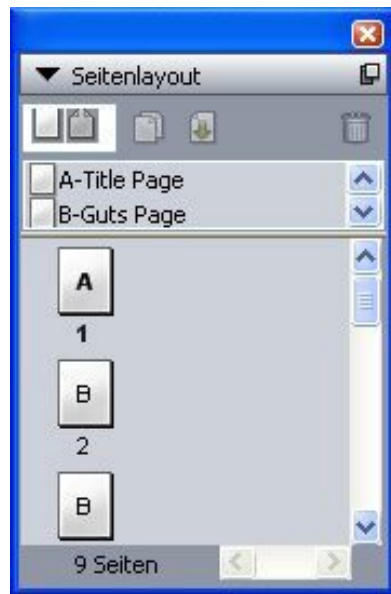 Seitenlayout
A-Title Page
B-Guts Page
A
1
B
2
B
9 Seiten